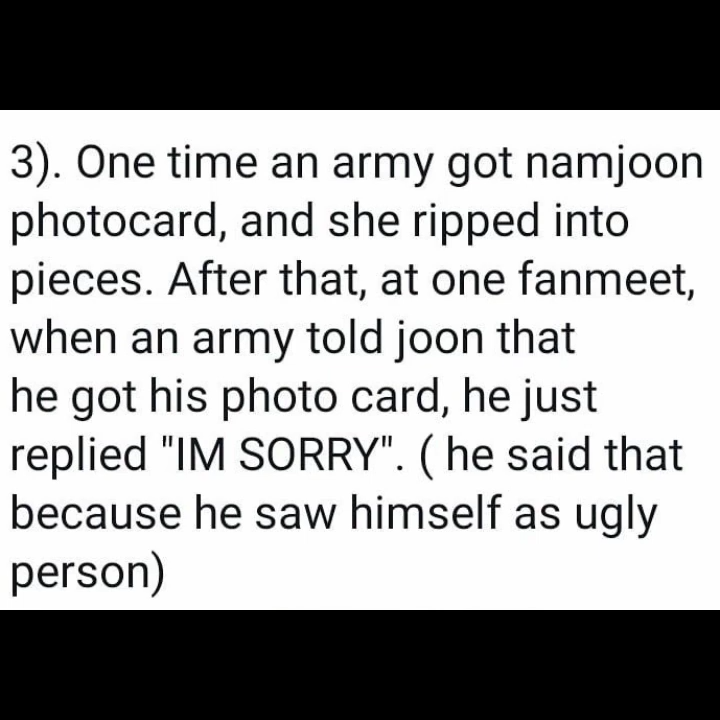 3). One time an army got namjoon
photocard, and she ripped into
pieces. After that, at one fanmeet,
when an army told joon that
he got his photo card, he just
replied "IM SORRY". ( he said that
because he saw himself as ugly
person)